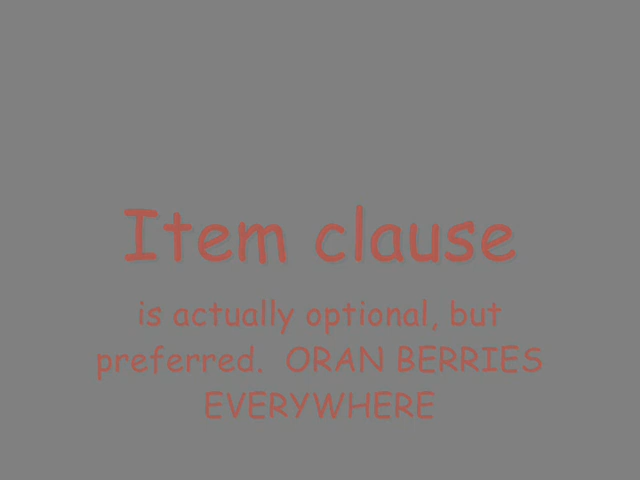 Item clause
is actually optional, but
preferred.  ORAN BERRIES
EVERYWHERE